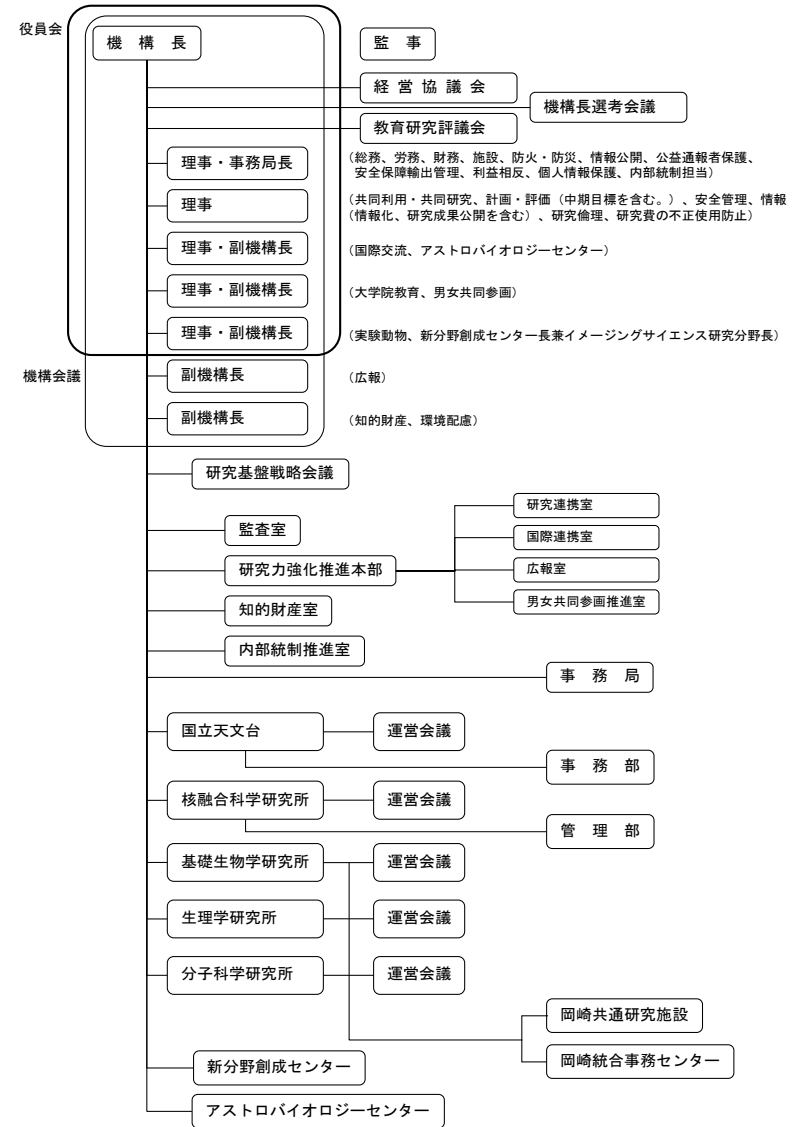 役員会
機 構 長
監 事
経 営 協 議 会
機構長選考会議
教育研究評議会
理事・事務局長
（総務、労務、財務、施設、防火・防災、情報公開、公益通報者保護、
安全保障輸出管理、利益相反、個人情報保護、内部統制担当）
理事
（共同利用・共同研究、計画・評価（中期目標を含む。）、安全管理、情報
（情報化、研究成果公開を含む）、研究倫理、研究費の不正使用防止）
理事・副機構長
（国際交流、アストロバイオロジーセンター）
理事・副機構長
（大学院教育、男女共同参画）
理事・副機構長
（実験動物、新分野創成センター長兼イメージングサイエンス研究分野長）
機構会議
副機構長
（広報）
副機構長
（知的財産、環境配慮）
研究基盤戦略会議
監査室
研究力強化推進本部
研究連携室
国際連携室
広報室
男女共同参画推進室
知的財産室
内部統制推進室
事 務 局
国立天文台
運営会議
事 務 部
核融合科学研究所
運営会議
管 理 部
基礎生物学研究所
運営会議
生理学研究所
運営会議
分子科学研究所
運営会議
岡崎共通研究施設
岡崎統合事務センター
新分野創成センター
アストロバイオロジーセンター